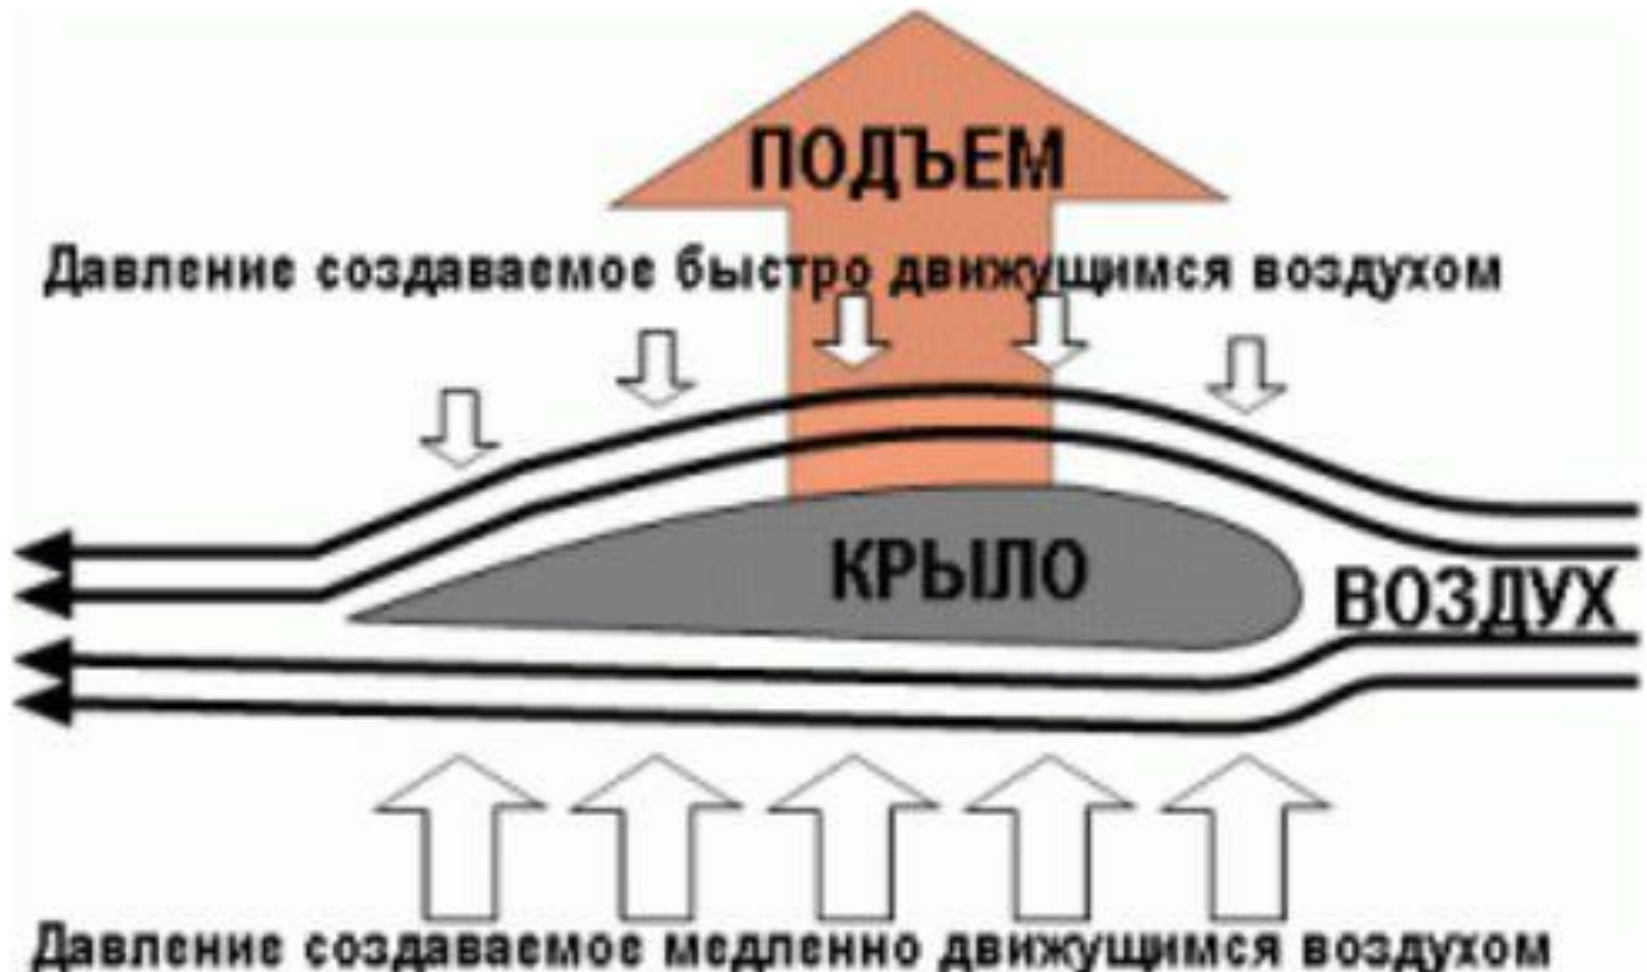 ПОДЪЕМ
Давление создаваемое быстро движущимся воздухом
КРЫЛО
ВОЗДУХ
Давление создаваемое медленно движущимся воздухом